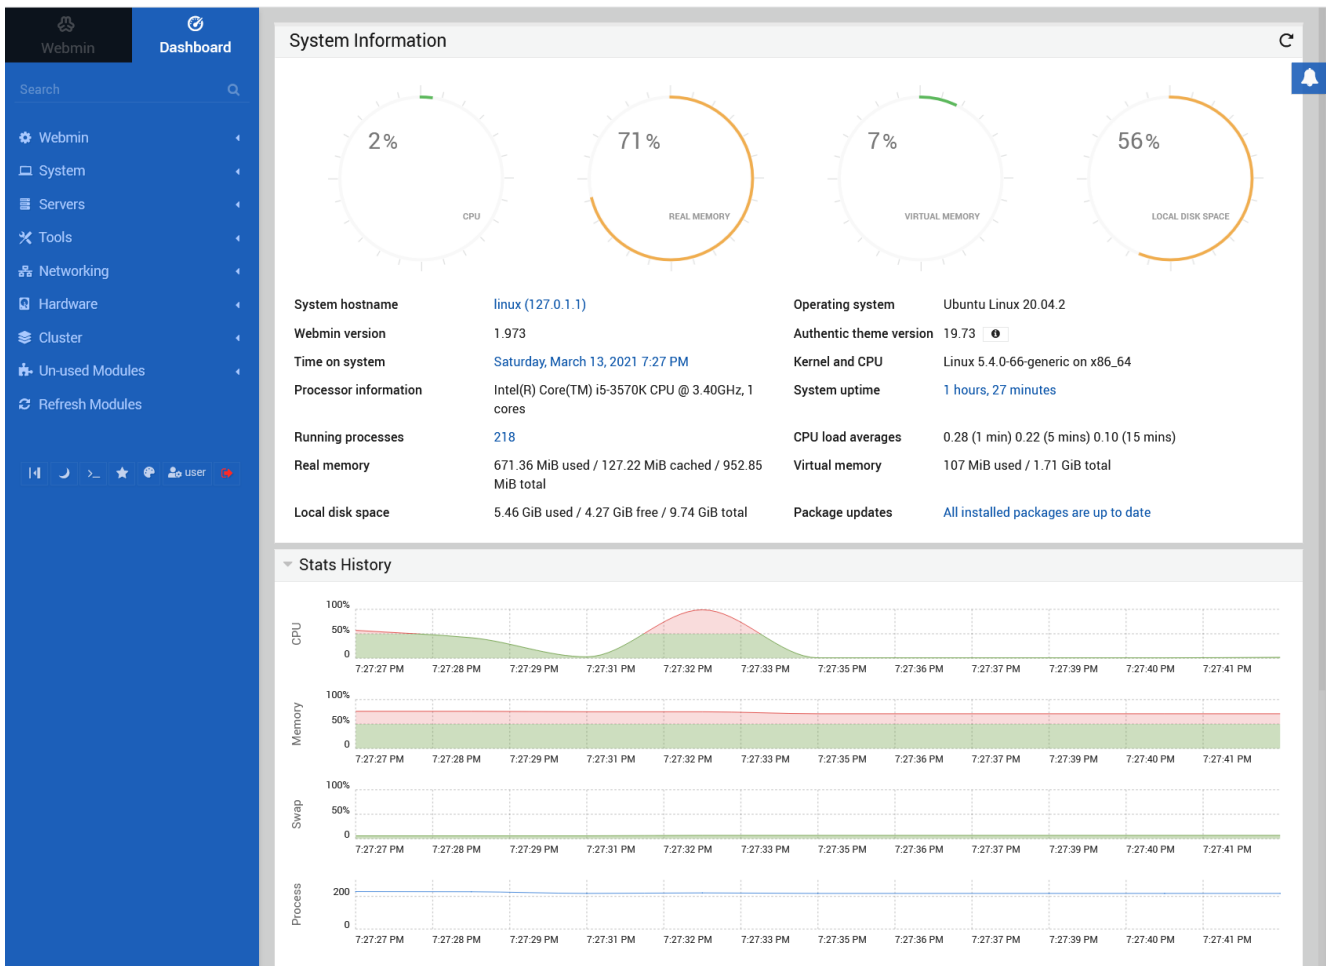 Webmin
Dashboard
Search
Webmin
System
Servers
Tools
Networking
Hardware
Cluster
Un-used Modules
Refresh Modules
user
System Information
2%
CPU
71%
REAL MEMORY
7%
VIRTUAL MEMORY
56%
LOCAL DISK SPACE
System hostname linux (127.0.1.1) Operating system Ubuntu Linux 20.04.2
Webmin version 1.973 Authentic theme version 19.73
Time on system Saturday, March 13, 2021 7:27 PM Kernel and CPU Linux 5.4.0-66-generic on x86_64
Processor information Intel(R) Core(TM) i5-3570K CPU @ 3.40GHz, 1 System uptime 1 hours, 27 minutes
cores
Running processes 218 CPU load averages 0.28 (1 min) 0.22 (5 mins) 0.10 (15 mins)
Real memory 671.36 MiB used / 127.22 MiB cached / 952.85 Virtual memory 107 MiB used / 1.71 GiB total
MiB total
Local disk space 5.46 GiB used / 4.27 GiB free / 9.74 GiB total Package updates All installed packages are up to date
Stats History
CPU
100%
50%
0
7:27:27 PM 7:27:28 PM 7:27:29 PM 7:27:31 PM 7:27:32 PM 7:27:33 PM 7:27:35 PM 7:27:36 PM 7:27:37 PM 7:27:39 PM 7:27:40 PM 7:27:41 PM
Memory
100%
50%
0
7:27:27 PM 7:27:28 PM 7:27:29 PM 7:27:31 PM 7:27:32 PM 7:27:33 PM 7:27:35 PM 7:27:36 PM 7:27:37 PM 7:27:39 PM 7:27:40 PM 7:27:41 PM
Swap
100%
50%
0
7:27:27 PM 7:27:28 PM 7:27:29 PM 7:27:31 PM 7:27:32 PM 7:27:33 PM 7:27:35 PM 7:27:36 PM 7:27:37 PM 7:27:39 PM 7:27:40 PM 7:27:41 PM
Process
200
0
7:27:27 PM 7:27:28 PM 7:27:29 PM 7:27:31 PM 7:27:32 PM 7:27:33 PM 7:27:35 PM 7:27:36 PM 7:27:37 PM 7:27:39 PM 7:27:40 PM 7:27:41 PM